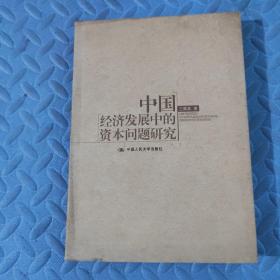 中国
经济发展中的
资本问题研究
中国人民大学出版社